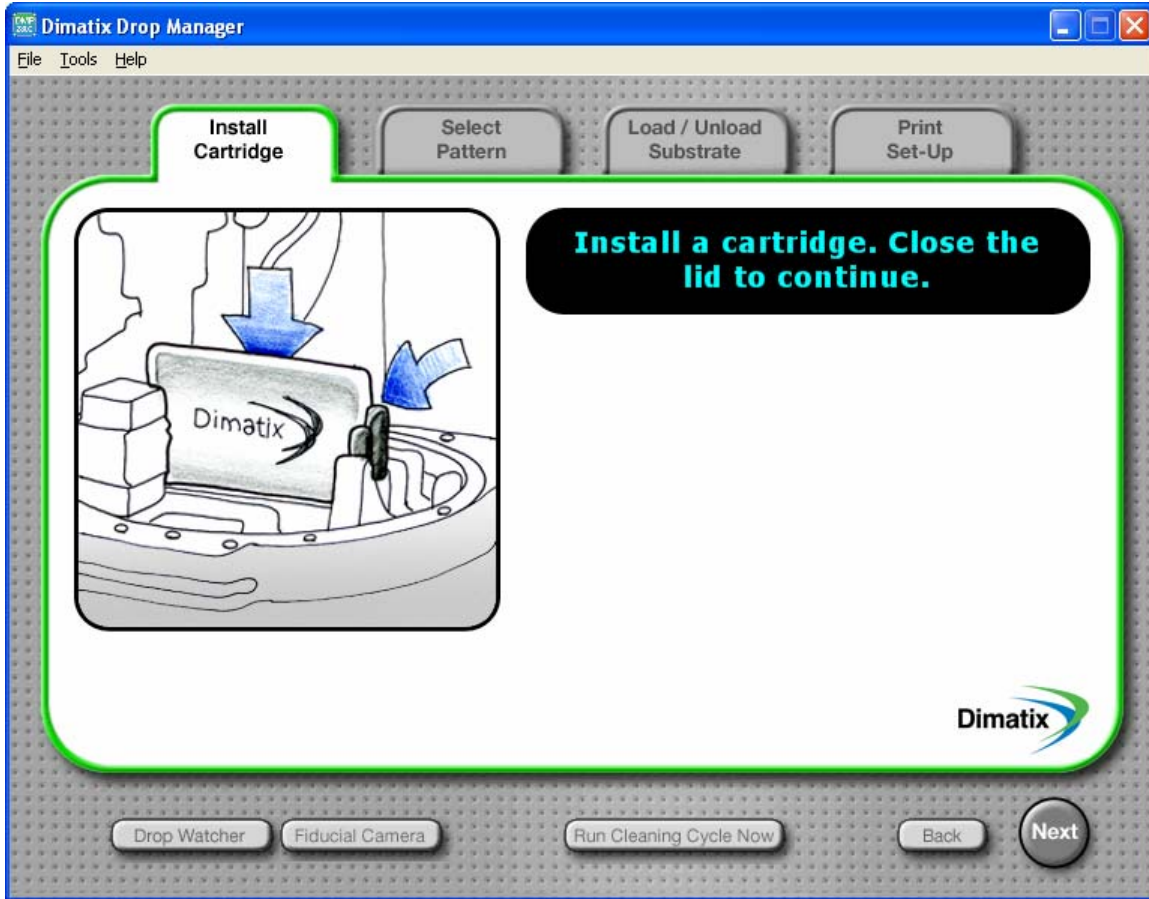 Dimatix Drop Manager
File Tools Help
Install
Cartridge
Select
Pattern
Load / Unload
Substrate
Print
Set-Up
Install a cartridge. Close the
lid to continue.
Dimatix
Dimatix
Drop Watcher
Fiducial Camera
Run Cleaning Cycle Now
Back
Next